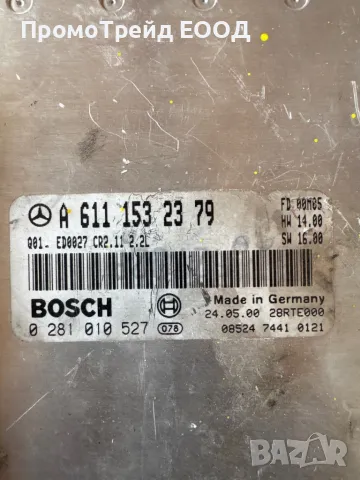 ПромоТрейд ЕООД
A 611 153 23 79
FD 00M05
HW 14.00
Q01- ED0027 CR2.11 2.2L
SW 16.00
BOSCH
Made in Germany
0 281 010 527
078
24.05.00 28RTE000
08524 7441 0121
BAZAR
bg